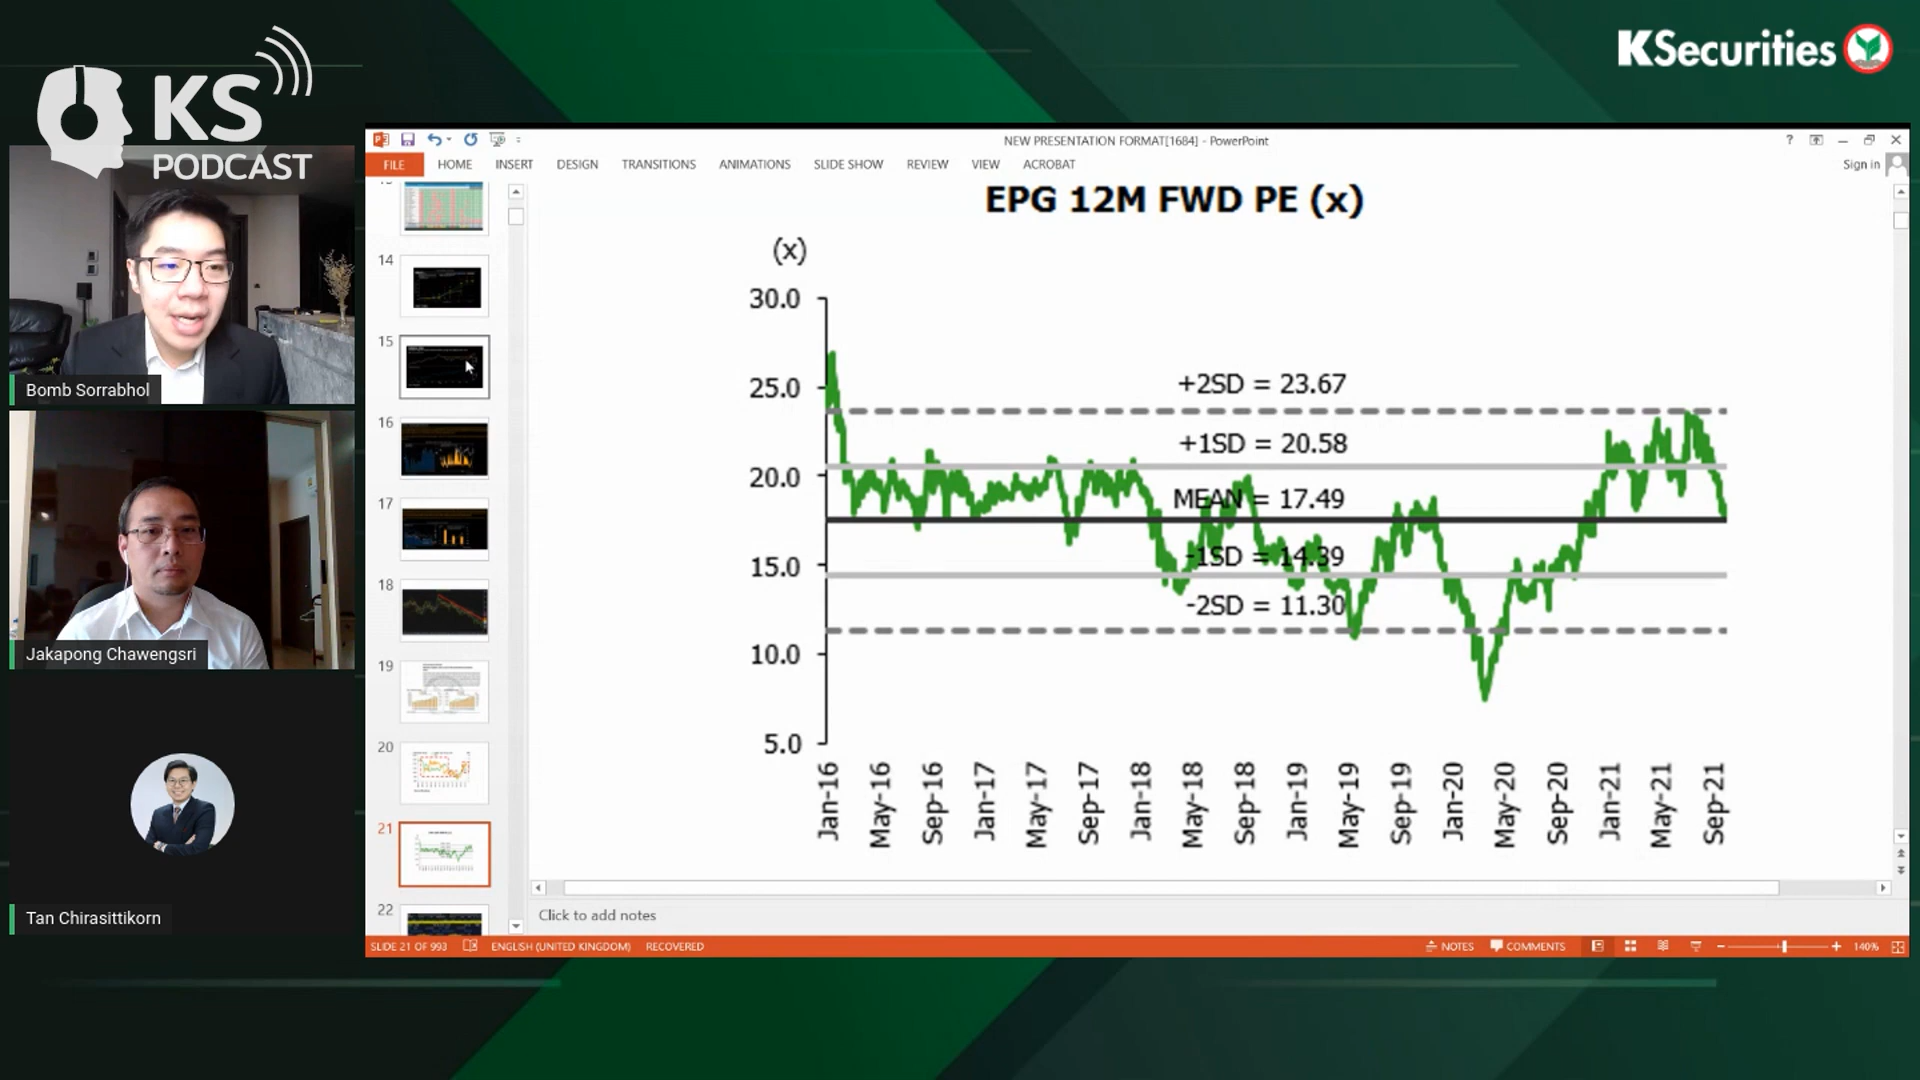 KS
PODCAST
KSecurities
Bomb Sorrabhol
Jakapong Chawengsri
Tan Chirasittikorn
NEW PRESENTATION FORMAT[1684] - PowerPoint
?
FILE HOME INSERT DESIGN TRANSITIONS ANIMATIONS SLIDE SHOW REVIEW VIEW ACROBAT
Sign in
14
15
16
17
18
19
20
21
22
EPG 12M FWD PE (x)
(x)
30.0
25.0
20.0
15.0
10.0
5.0
+2SD = 23.67
+1SD = 20.58
MEAN = 17.49
-1SD = 14.39
-2SD = 11.30
Jan-16
May-16
Sep-16
Jan-17
May-17
Sep-17
Jan-18
May-18
Sep-18
Jan-19
May-19
Sep-19
Jan-20
May-20
Sep-20
Jan-21
May-21
Sep-21
Click to add notes
SLIDE 21 OF 993 ENGLISH (UNITED KINGDOM) RECOVERED
NOTES COMMENTS 140%